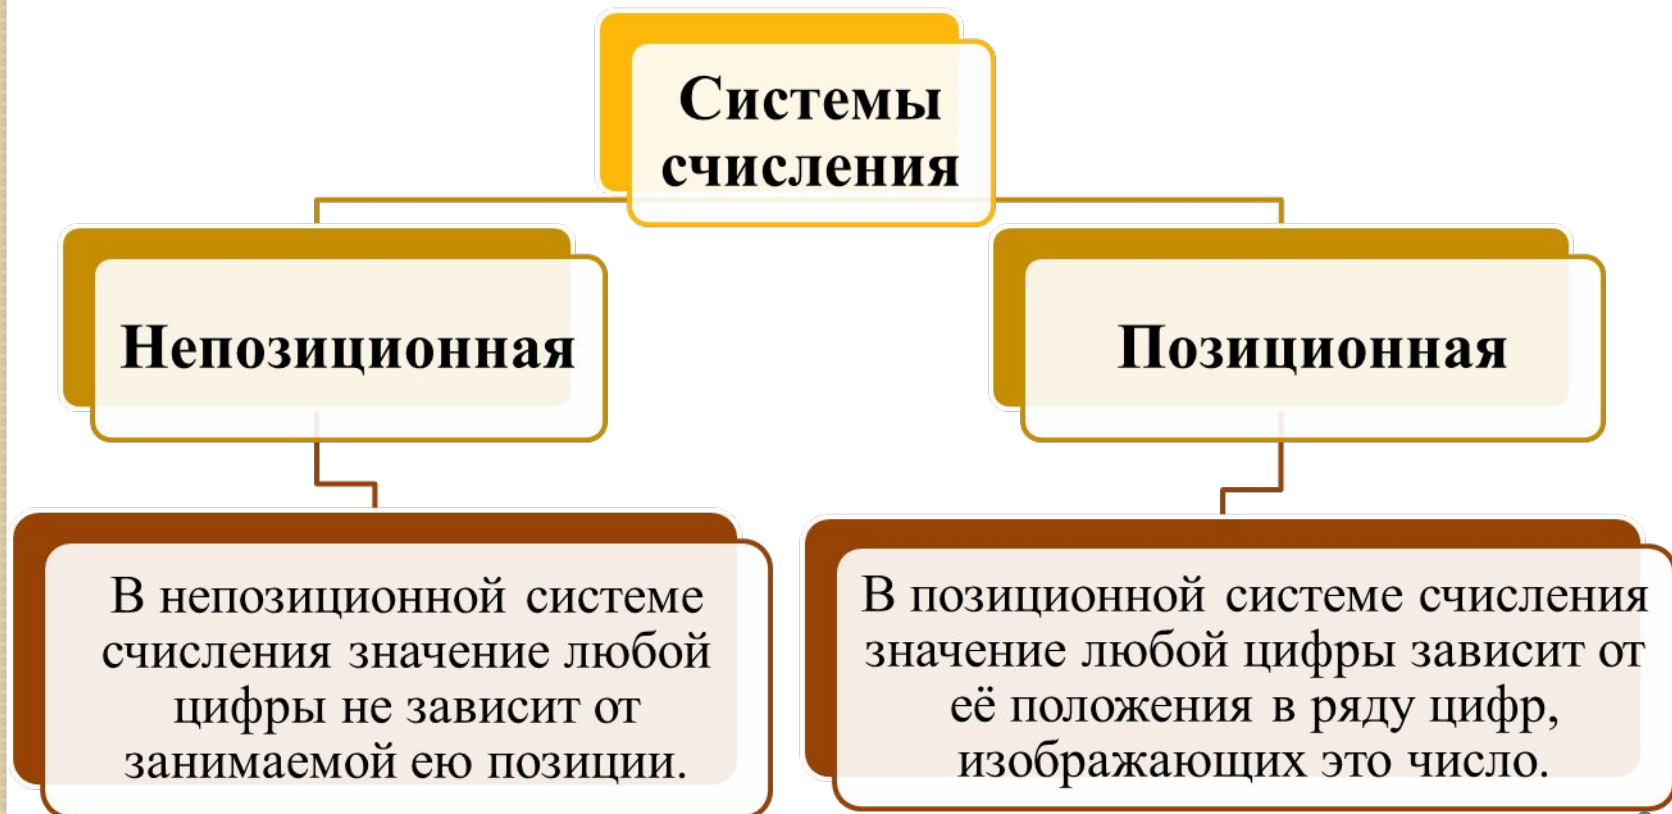 Системы
счисления
Непозиционная
Позиционная
В непозиционной системе
счисления значение любой
цифры не зависит от
занимаемой ею позиции.
В позиционной системе счисления
значение любой цифры зависит от
её положения в ряду цифр,
изображающих это число.